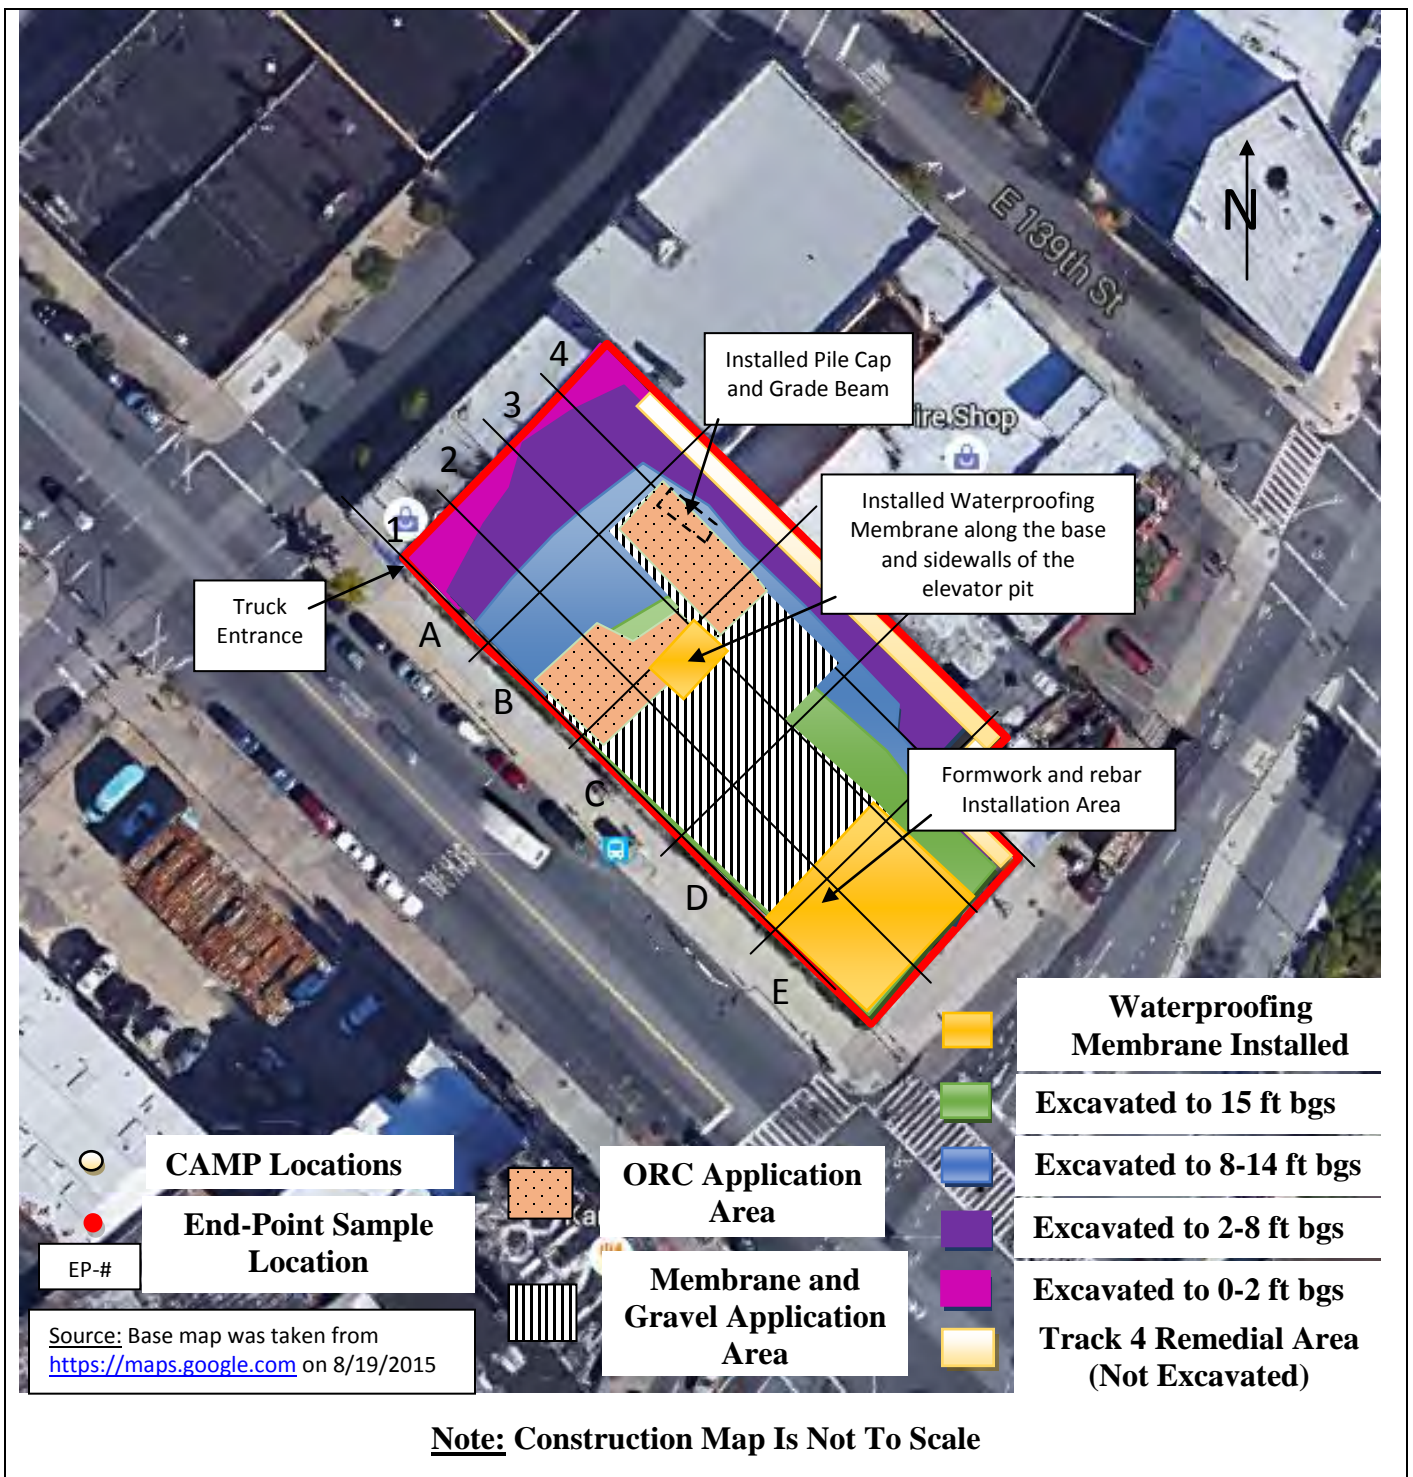 E 139th St
N
4
3
2
1
Installed Pile Cap
and Grade Beam
ire Shop
Installed Waterproofing
Membrane along the base
and sidewalls of the
elevator pit
Truck
Entrance
A
B
C
D
E
Formwork and rebar
Installation Area
Waterproofing
Membrane Installed
Excavated to 15 ft bgs
Excavated to 8-14 ft bgs
Excavated to 2-8 ft bgs
Excavated to 0-2 ft bgs
Track 4 Remedial Area
(Not Excavated)
CAMP Locations
End-Point Sample
Location
EP-#
ORC Application
Area
Membrane and
Gravel Application
Area
Source: Base map was taken from
https://maps.google.com on 8/19/2015
Note: Construction Map Is Not To Scale